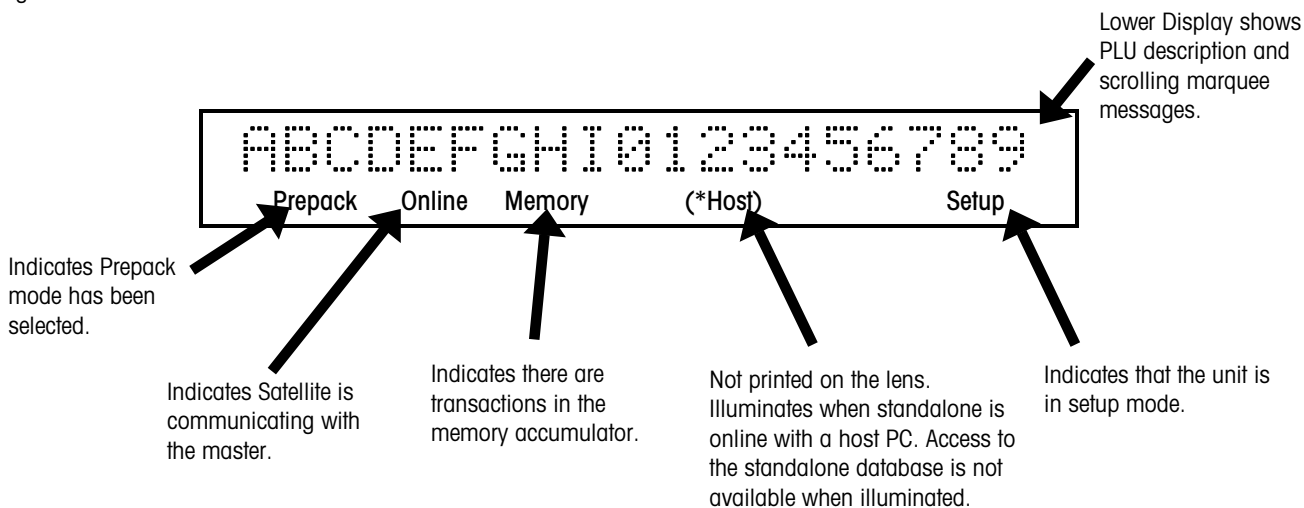 Lower Display shows
PLU description and
scrolling marquee
messages.
ABCDEFGHI0123456789
Prepack Online Memory (*Host) Setup
Indicates Prepack
mode has been
selected.
Indicates Satellite is
communicating with
the master.
Indicates there are
transactions in the
memory accumulator.
Not printed on the lens.
Illuminates when standalone is
online with a host PC. Access to
the standalone database is not
available when illuminated.
Indicates that the unit is
in setup mode.